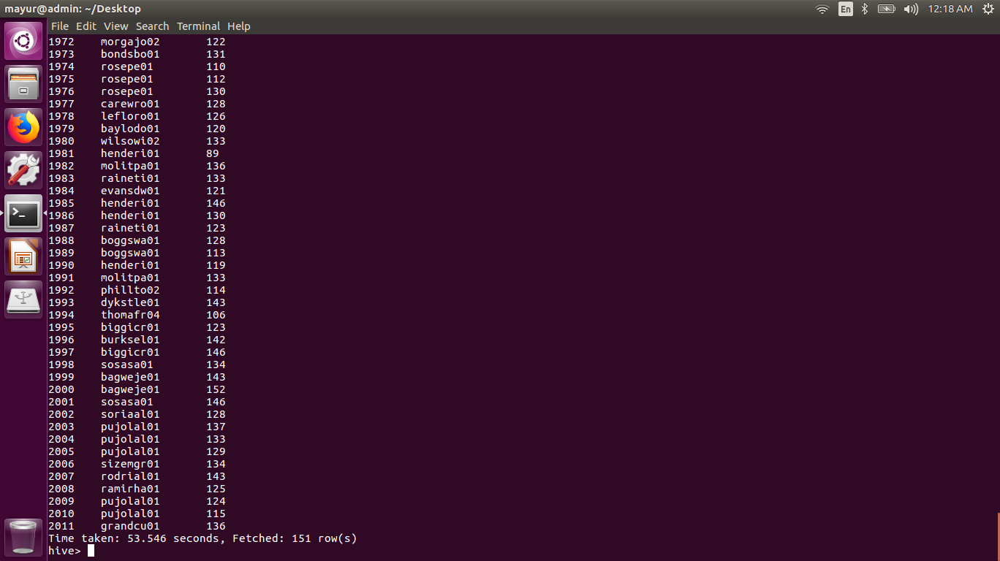 mayur@admin: ~/Desktop
En
12:18 AM
File Edit View Search Terminal Help
1972 morgajo02 122
1973 bondsbo01 131
1974 rosepe01 110
1975 rosepe01 112
1976 rosepe01 130
1977 carewro01 128
1978 lefloro01 126
1979 baylodo01 120
1980 wilsowi02 133
1981 henderi01 89
1982 molitpa01 136
1983 raineti01 133
1984 evansdw01 121
1985 henderi01 146
1986 henderi01 130
1987 raineti01 123
1988 boggswa01 128
1989 boggswa01 113
1990 henderi01 119
1991 molitpa01 133
1992 phillto02 114
1993 dykstle01 143
1994 thomafr04 106
1995 biggicr01 123
1996 burksel01 142
1997 biggicr01 146
1998 sosasa01 134
1999 bagweje01 143
2000 bagweje01 152
2001 sosasa01 146
2002 soriaal01 128
2003 pujolal01 137
2004 pujolal01 133
2005 pujolal01 129
2006 sizemgr01 134
2007 rodrial01 143
2008 ramirha01 125
2009 pujolal01 124
2010 pujolal01 115
2011 grandcu01 136
Time taken: 53.546 seconds, Fetched: 151 row(s)
hive>